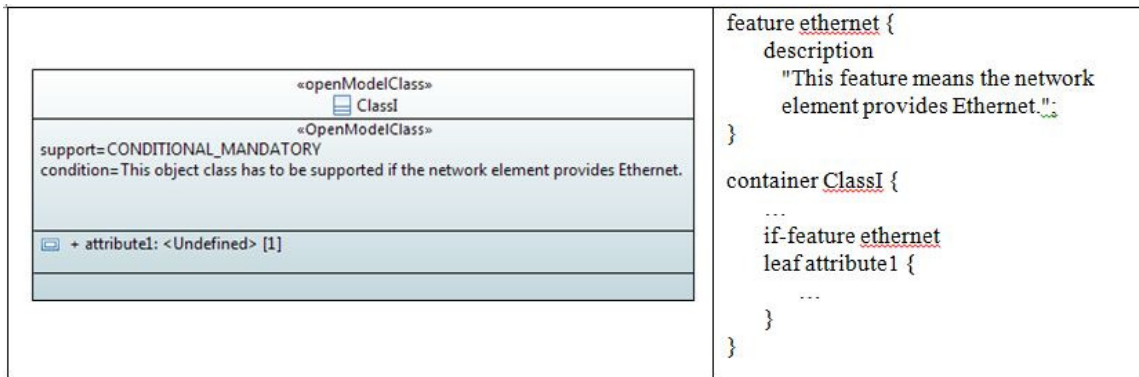 «openModelClass»
ClassI
«OpenModelClass»
support=CONDITIONAL_MANDATORY
condition=This object class has to be supported if the network element provides Ethernet.
+ attribute1: <Undefined> [1]
feature ethernet {
description
"This feature means the network
element provides Ethernet.";
}
container ClassI {
…
if-feature ethernet
leaf attribute1 {
…
}
}